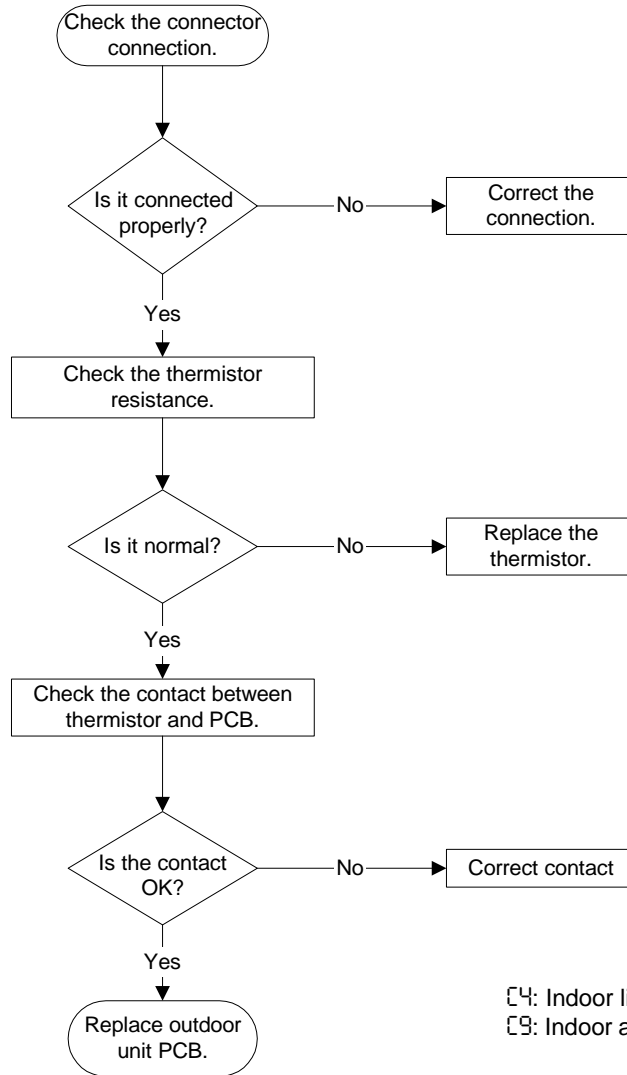 Check the connector
connection.
Is it connected
properly?
No
Correct the
connection.
Yes
Check the thermistor
resistance.
Is it normal?
No
Replace the
thermistor.
Yes
Check the contact between
thermistor and PCB.
Is the contact
OK?
No
Correct contact
Yes
Replace outdoor
unit PCB.
C4: Indoor
C9: Indoor